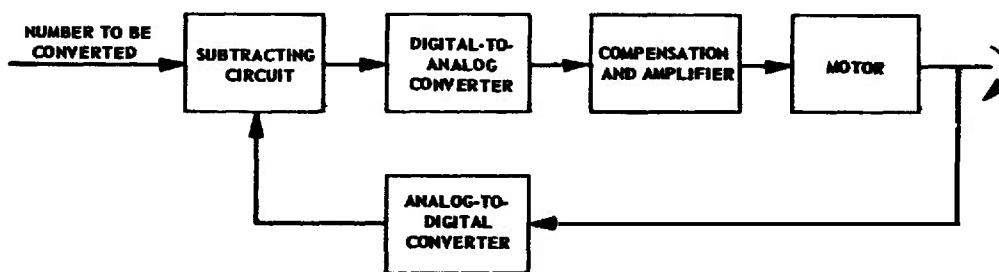 NUMBER TO BE
CONVERTED
SUBTRACTING
CIRCUIT
DIGITAL-TO-
ANALOG
CONVERTER
COMPENSATION
AND AMPLIFIER
MOTOR
ANALOG-TO-
DIGITAL
CONVERTER